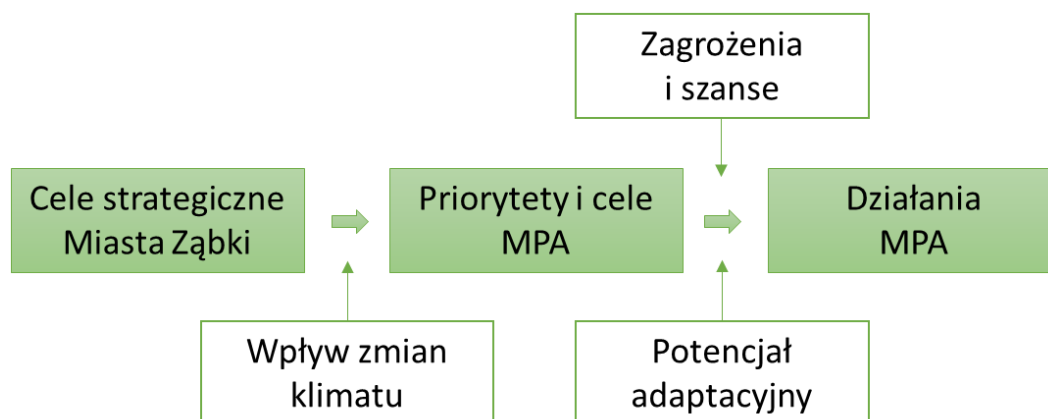 Zagrożenia
i szanse
Cele strategiczne
Miasta Ząbki
Priorytety i cele
MPA
Działania
MPA
Wpływ zmian
klimatu
Potencjał
adaptacyjny